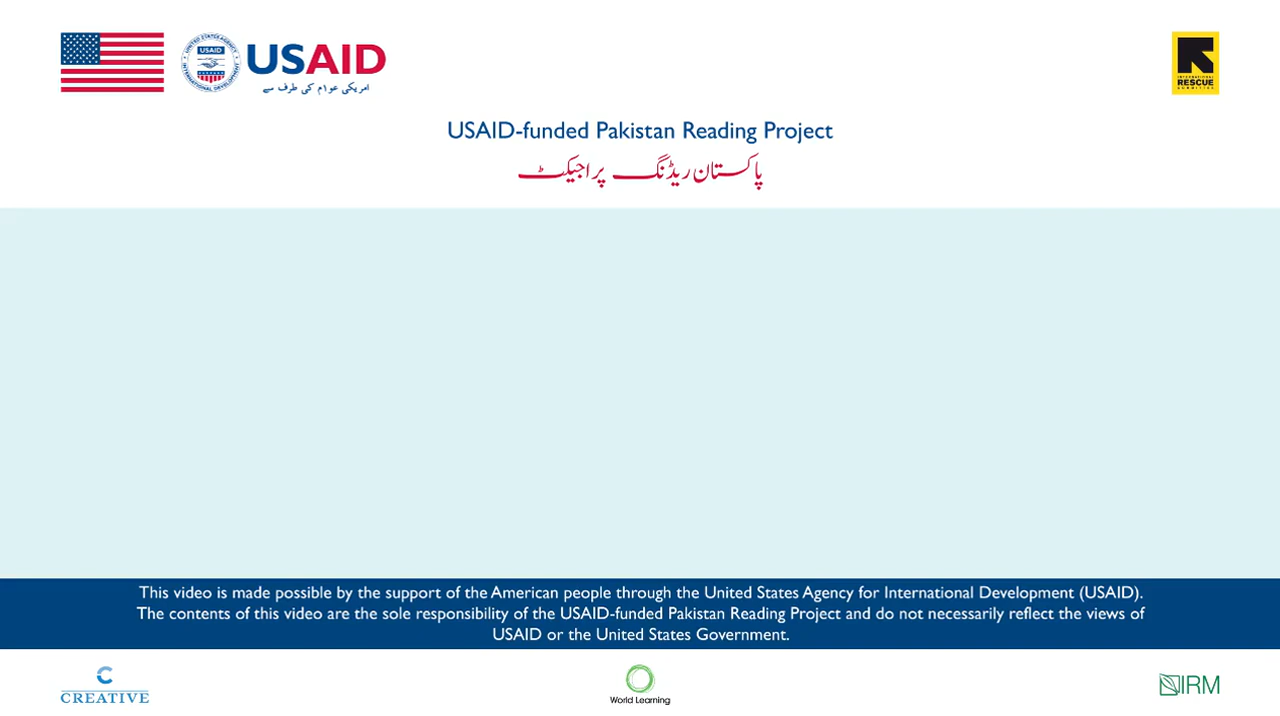 USAID
امریکی عوام کی طرف سے
INTERNATIONAL
RESCUE
COMMITTEE
USAID-funded Pakistan Reading Project
پاکستان ریڈنگ پراجیکٹ
This video is made possible by the support of the American people through the United States Agency for International Development (USAID).
The contents of this video are the sole responsibility of the USAID-funded Pakistan Reading Project and do not necessarily reflect the views of
USAID or the United States Government.
C
CREATIVE
World Learning
IRM